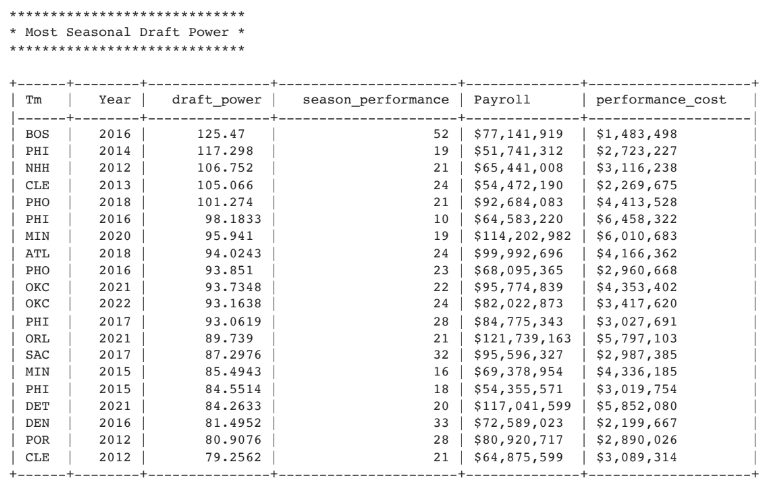 *****************************
* Most Seasonal Draft Power *
*****************************
+------+--------+---------------+----------------------+--------------+--------------------+
| Tm   |   Year |   draft_power |   season_performance | Payroll      | performance_cost   |
|------+--------+---------------+----------------------+--------------+--------------------|
| BOS  |   2016 |      125.47   |                   52 | $77,141,919  | $1,483,498         |
| PHI  |   2014 |      117.298  |                   19 | $51,741,312  | $2,723,227         |
| NHH  |   2012 |      106.752  |                   21 | $65,441,008  | $3,116,238         |
| CLE  |   2013 |      105.066  |                   24 | $54,472,190  | $2,269,675         |
| PHO  |   2018 |      101.274  |                   21 | $92,684,083  | $4,413,528         |
| PHI  |   2016 |       98.1833 |                   10 | $64,583,220  | $6,458,322         |
| MIN  |   2020 |       95.941  |                   19 | $114,202,982 | $6,010,683         |
| ATL  |   2018 |       94.0243 |                   24 | $99,992,696  | $4,166,362         |
| PHO  |   2016 |       93.851  |                   23 | $68,095,365  | $2,960,668         |
| OKC  |   2021 |       93.7348 |                   22 | $95,774,839  | $4,353,402         |
| OKC  |   2022 |       93.1638 |                   24 | $82,022,873  | $3,417,620         |
| PHI  |   2017 |       93.0619 |                   28 | $84,775,343  | $3,027,691         |
| ORL  |   2021 |       89.739  |                   21 | $121,739,163 | $5,797,103         |
| SAC  |   2017 |       87.2976 |                   32 | $95,596,327  | $2,987,385         |
| MIN  |   2015 |       85.4943 |                   16 | $69,378,954  | $4,336,185         |
| PHI  |   2015 |       84.5514 |                   18 | $54,355,571  | $3,019,754         |
| DET  |   2021 |       84.2633 |                   20 | $117,041,599 | $5,852,080         |
| DEN  |   2016 |       81.4952 |                   33 | $72,589,023  | $2,199,667         |
| POR  |   2012 |       80.9076 |                   28 | $80,920,717  | $2,890,026         |
| CLE  |   2012 |       79.2562 |                   21 | $64,875,599  | $3,089,314         |
+------+--------+---------------+----------------------+--------------+--------------------+